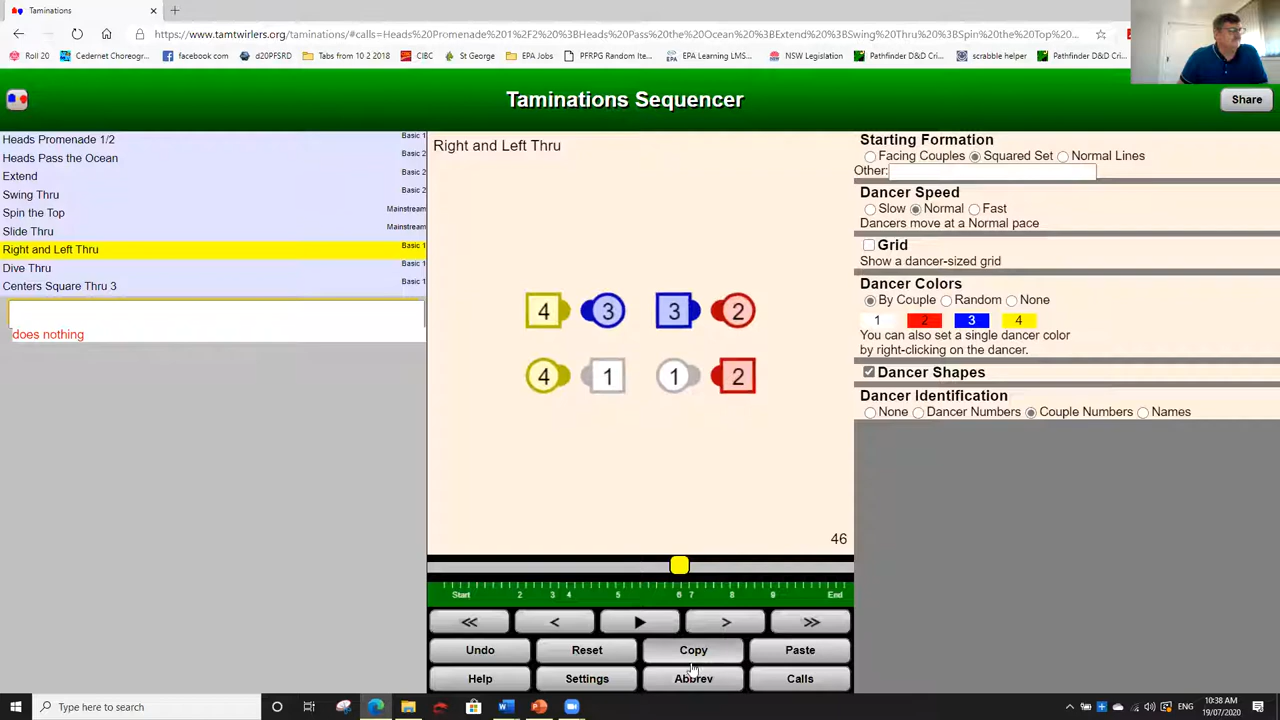 Taminations
https://www.tamtwirlers.org/taminations/#calls=Heads%20Promenade%201%2F2%20%3BHeads%20Pass%20the%20Ocean%20%3BExtend%20%3BSwing%20Thru%20%3BSpin%20the%20Top%20...
Roll 20
Cedernet Choreogr...
facebook com
d20PFSRD
Tabs from 10 2 2018
CIBC
St George
EPA Jobs
PFRPG Random Ite...
EPA Learning LMS...
NSW Legislation
Pathfinder D&D Cri...
scrabble helper
Pathfinder D&D Cri...
Taminations Sequencer
Share
Heads Promenade 1/2 Basic 1
Heads Pass the Ocean Basic 2
Extend Basic 2
Swing Thru Basic 2
Spin the Top Mainstream
Slide Thru Mainstream
Right and Left Thru Basic 1
Dive Thru Basic 1
Centers Square Thru 3 Basic 1
does nothing
Right and Left Thru
4 3 3 2
4 1 1 2
46
Start 2 3 4 5 6 7 8 9 End
<< < ▶ > >>
Undo Reset Copy Paste
Help Settings Abbrev Calls
Starting Formation
Facing Couples Squared Set Normal Lines
Other:
Dancer Speed
Slow Normal Fast
Dancers move at a Normal pace
Grid
Show a dancer-sized grid
Dancer Colors
By Couple Random None
1 2 3 4
You can also set a single dancer color
by right-clicking on the dancer.
Dancer Shapes
Dancer Identification
None Dancer Numbers Couple Numbers Names
Type here to search
ENG
10:38 AM
19/07/2020